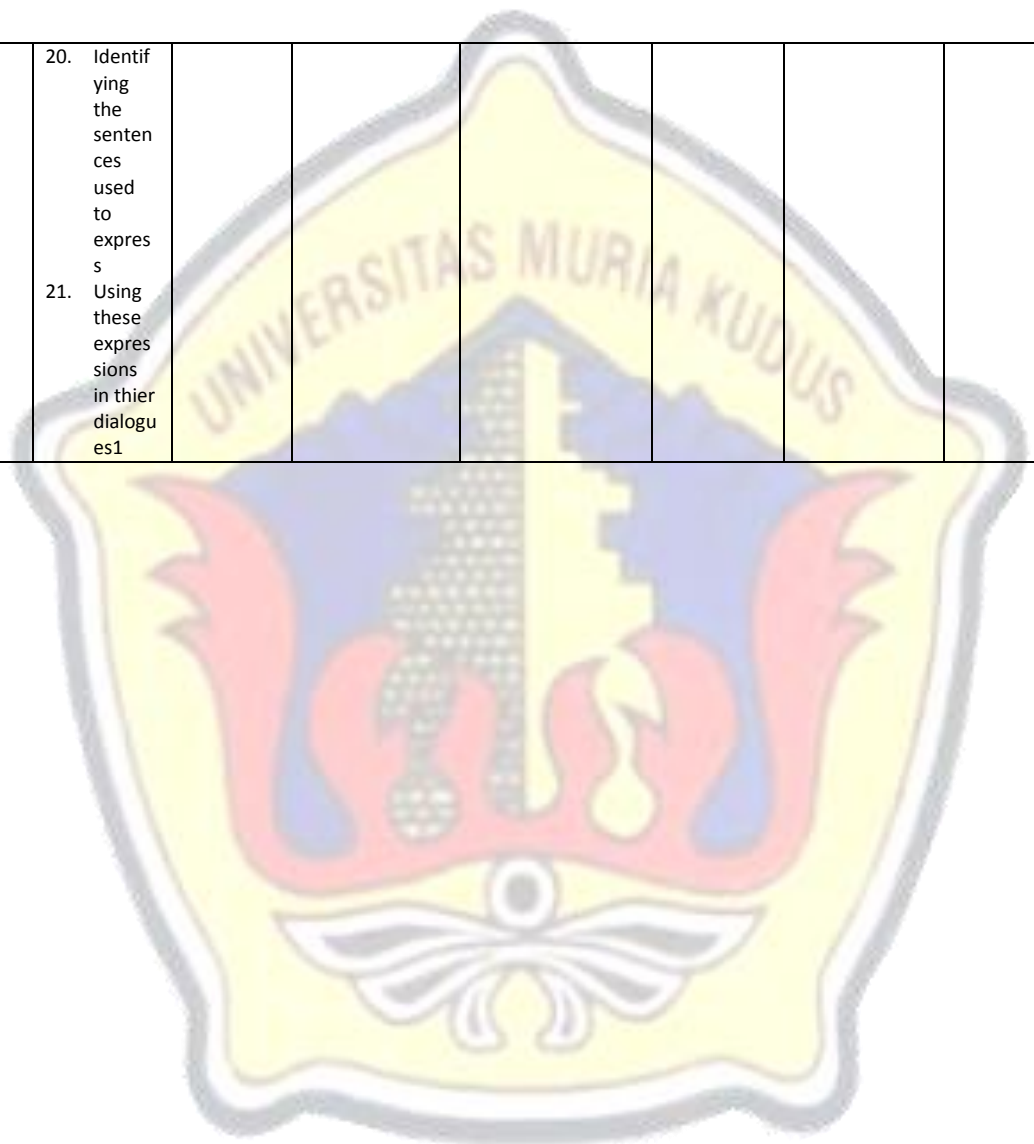 20. Identif
ying
the
senten
ces
used
to
expres
s
21. Using
these
expres
sions
in thier
dialogu
es1
UNIVERSITAS MURIA KUDUS